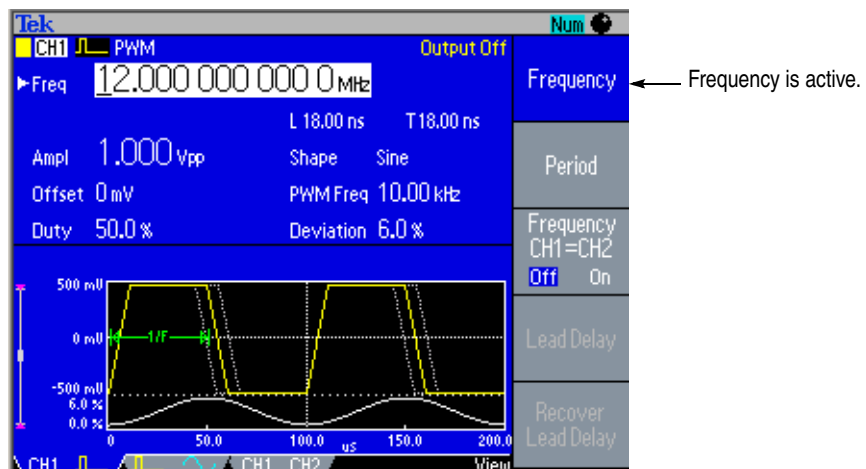 Tek
Num
CH1 PWM
Output Off
Freq 12.000 000 000 0 MHz
L 18.00 ns T 18.00 ns
Ampl 1.000 Vpp
Shape Sine
Offset 0 mV
PWM Freq 10.00 kHz
Duty 50.0 %
Deviation 6.0 %
Frequency
Frequency is active.
Period
Frequency
CH1=CH2
Off On
Lead Delay
Recover
Lead Delay
500 mV
0 mV
1/F
-500 mV
6.0 %
0.0 %
0 50.0 100.0 us 150.0 200.0
CH1 CH1 CH2 View